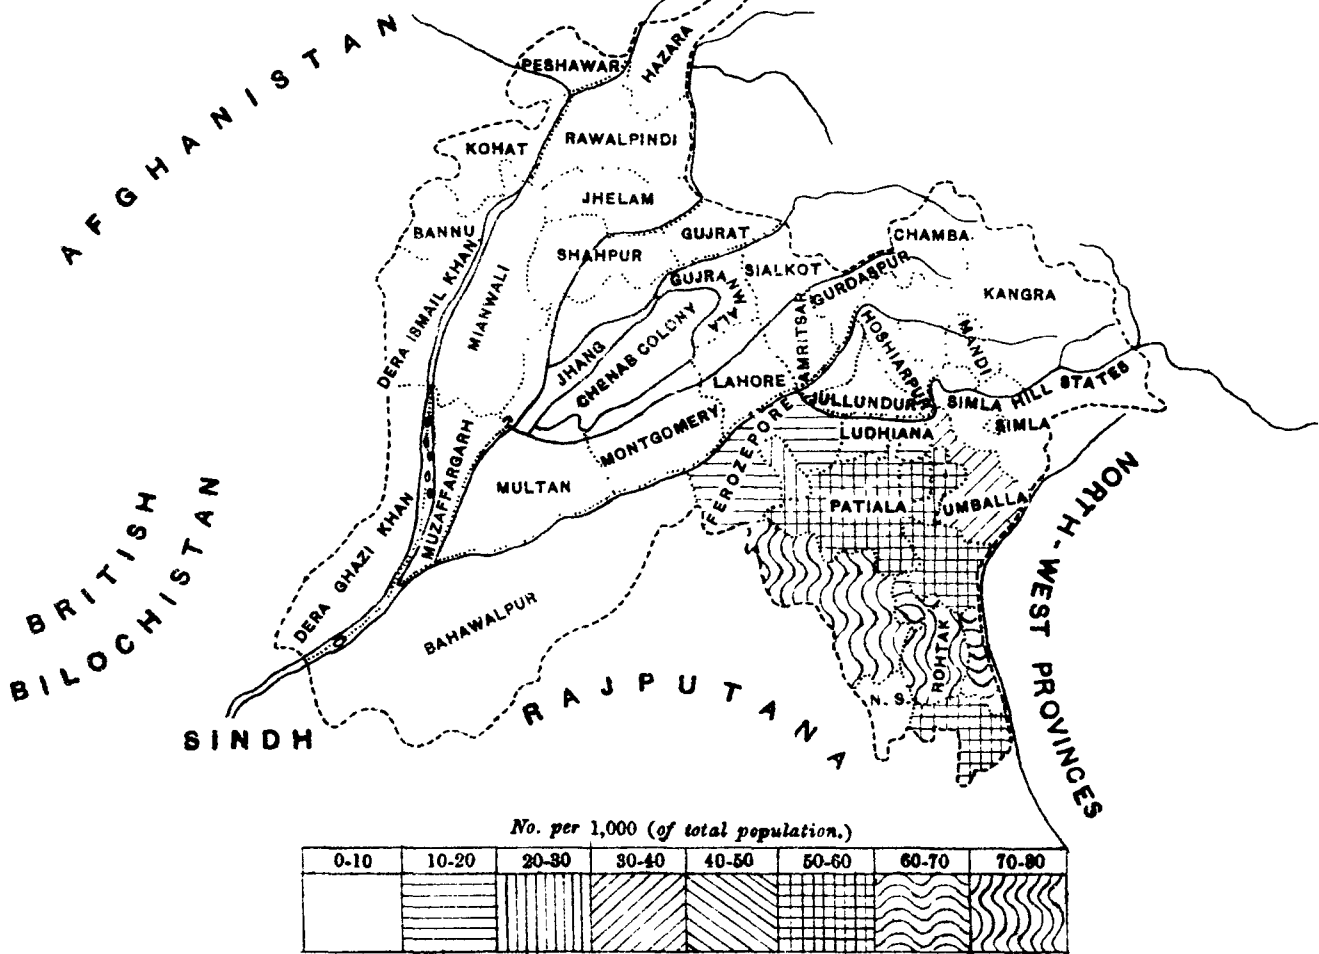 AFGHANISTAN
PESHAWAR
HAZARA
KOHAT
RAWALPINDI
JHELAM
BANNU
GUJRAT
SHAHPUR
CHAMBA
DERA ISMAIL KHAN
MIANWALI
GUJRANWALA
SIALKOT
GURDASPUR
KANGRA
JHANG
CHENAB COLONY
AMRITSAR
HOSHIARPUR
MANDI
LAHORE
JULLUNDUR
SIMLA HILL STATES
SIMLA
MONTGOMERY
FEROZEPORE
LUDHIANA
MUZAFFARGARH
MULTAN
PATIALA
UMBALLA
NORTH-WEST PROVINCES
BRITISH
BILOCHISTAN
DERA GHAZI KHAN
BAHAWALPUR
ROHTAK
N. S.
RAJPUTANA
SINDH
No. per 1,000 (of total population.)
0-10 10-20 20-30 30-40 40-50 50-60 60-70 70-80